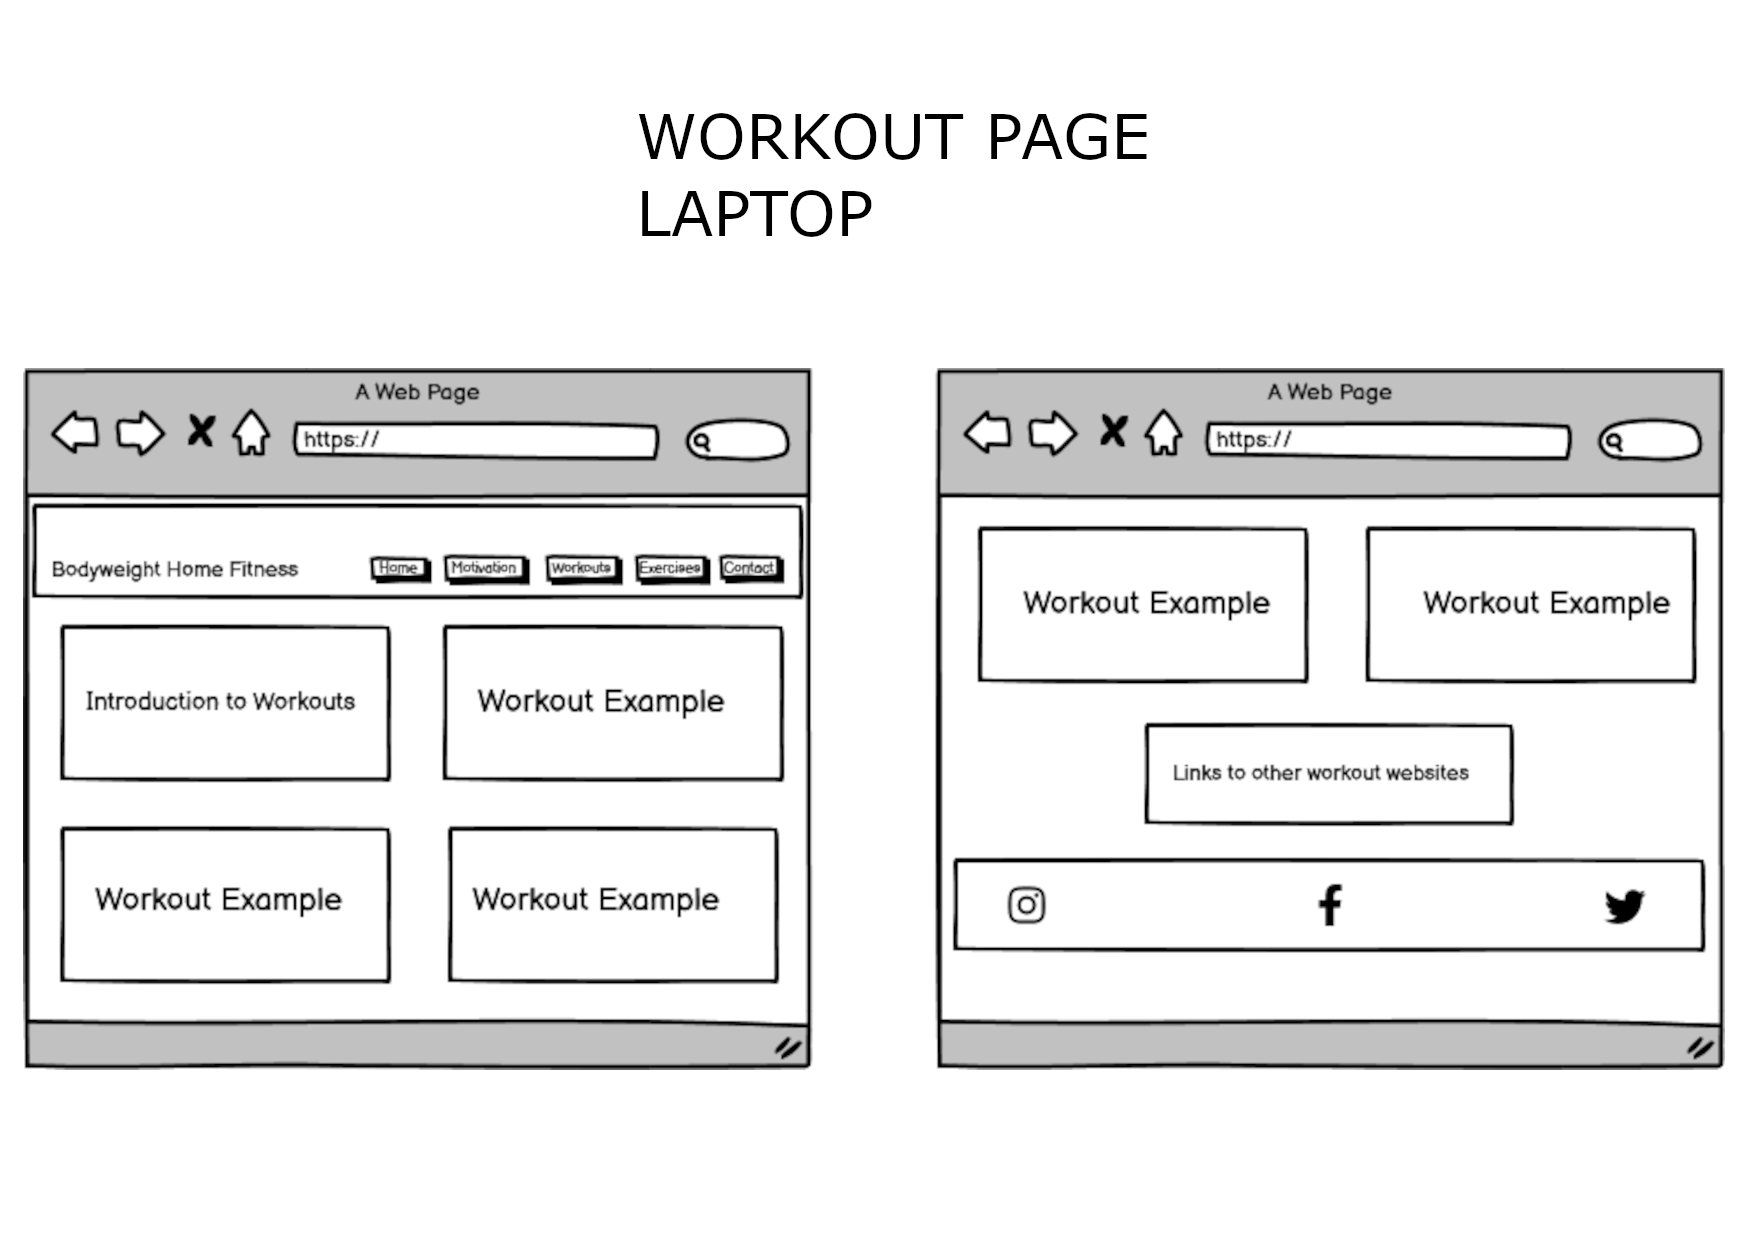 WORKOUT PAGE
LAPTOP
A Web Page
https://
Bodyweight Home Fitness Home Motivation Workouts Exercises Contact
Introduction to Workouts Workout Example
Workout Example Workout Example
A Web Page
https://
Workout Example Workout Example
Links to other workout websites